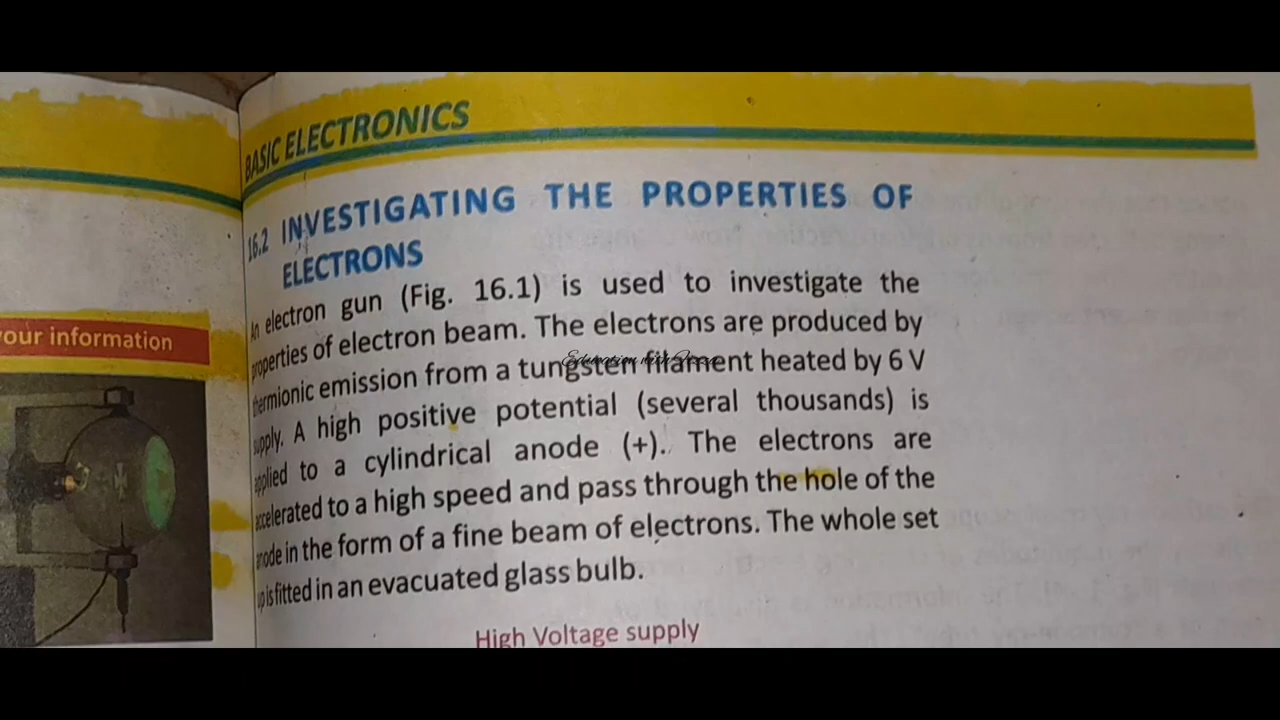 BASIC ELECTRONICS
16.2 INVESTIGATING THE PROPERTIES OF
ELECTRONS
An electron gun (Fig. 16.1) is used to investigate the
properties of electron beam. The electrons are produced by
thermionic emission from a tungsten filament heated by 6 V
supply. A high positive potential (several thousands) is
applied to a cylindrical anode (+). The electrons are
accelerated to a high speed and pass through the hole of the
anode in the form of a fine beam of electrons. The whole set
up is fitted in an evacuated glass bulb.
High Voltage supply
your information